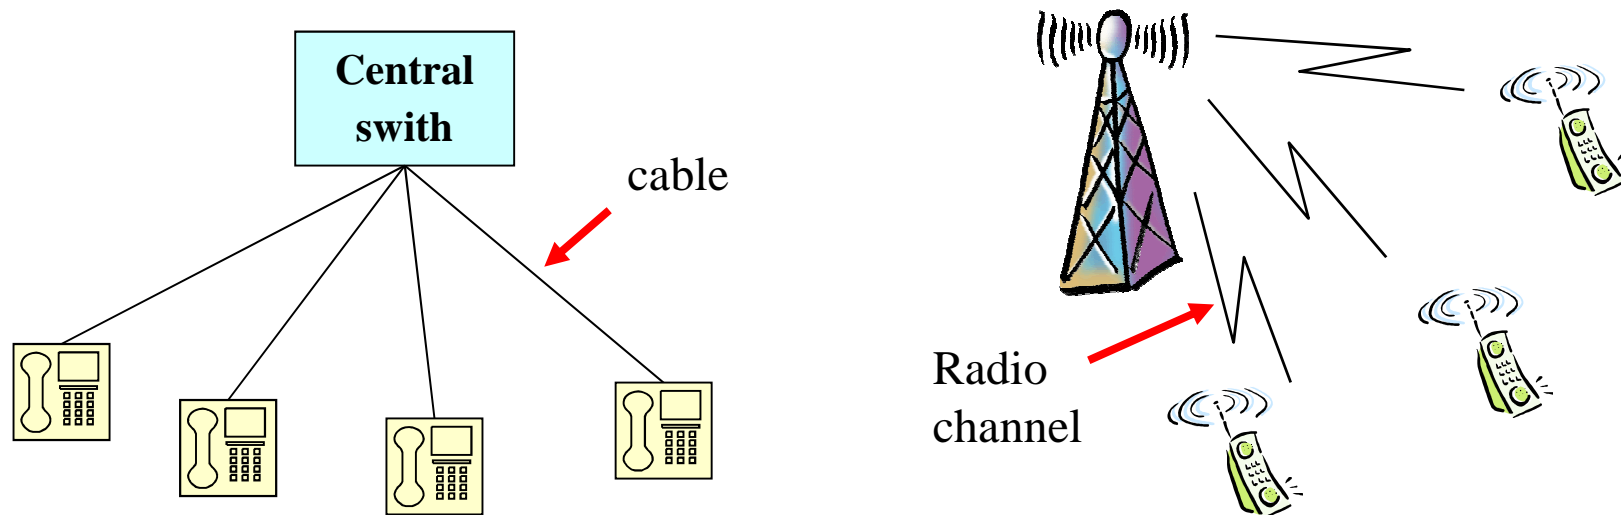 Central
swith
cable
Radio
channel